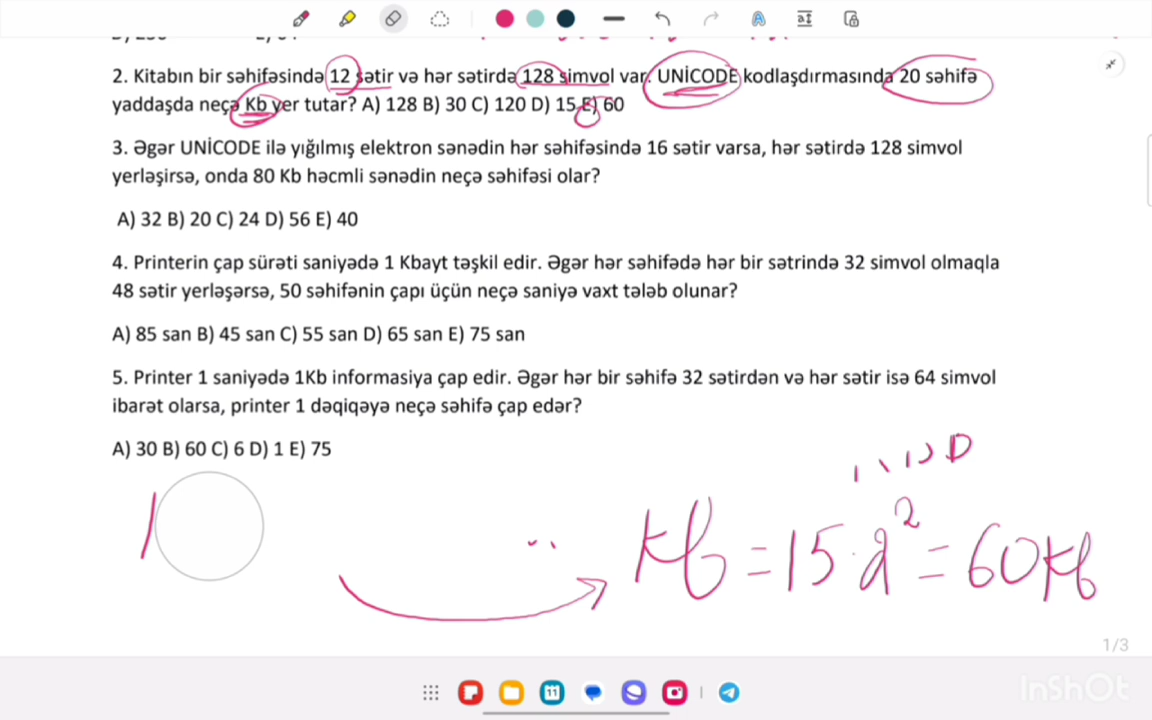 2. Kitabın bir səhifəsində 12 sətir və hər sətirdə 128 simvol var. UNİCODE kodlaşdırmasında 20 səhifə
yaddaşda neçə Kb yer tutar? A) 128 B) 30 C) 120 D) 15 E) 60
3. Əgər UNİCODE ilə yığılmış elektron sənədin hər səhifəsində 16 sətir varsa, hər sətirdə 128 simvol
yerləşirsə, onda 80 Kb həcmli sənədin neçə səhifəsi olar?
A) 32 B) 20 C) 24 D) 56 E) 40
4. Printerin çap sürəti saniyədə 1 Kbayt təşkil edir. Əgər hər səhifədə hər bir sətrində 32 simvol olmaqla
48 sətir yerləşərsə, 50 səhifənin çapı üçün neçə saniyə vaxt tələb olunar?
A) 85 san B) 45 san C) 55 san D) 65 san E) 75 san
5. Printer 1 saniyədə 1Kb informasiya çap edir. Əgər hər bir səhifə 32 sətirdən və hər sətir isə 64 simvol
ibarət olarsa, printer 1 dəqiqəyə neçə səhifə çap edər?
A) 30 B) 60 C) 6 D) 1 E) 75
Kb = 15 · 2² = 60Kb
1/3
InShOt